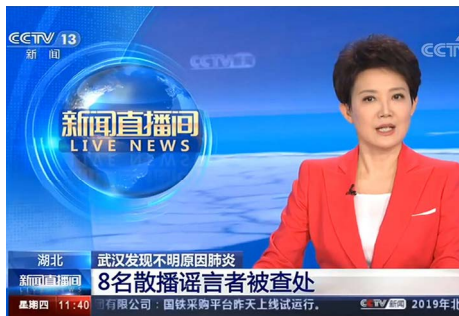 CCTV 13
新闻
CCTV
CCTV
新闻直播间
LIVE NEWS
湖北
武汉发现不明原因肺炎
新闻直播间
8名散播谣言者被查处
星期四 11:40
有限公司：国铁采购平台昨天上线试运行。
CCTV 新闻
2019年北